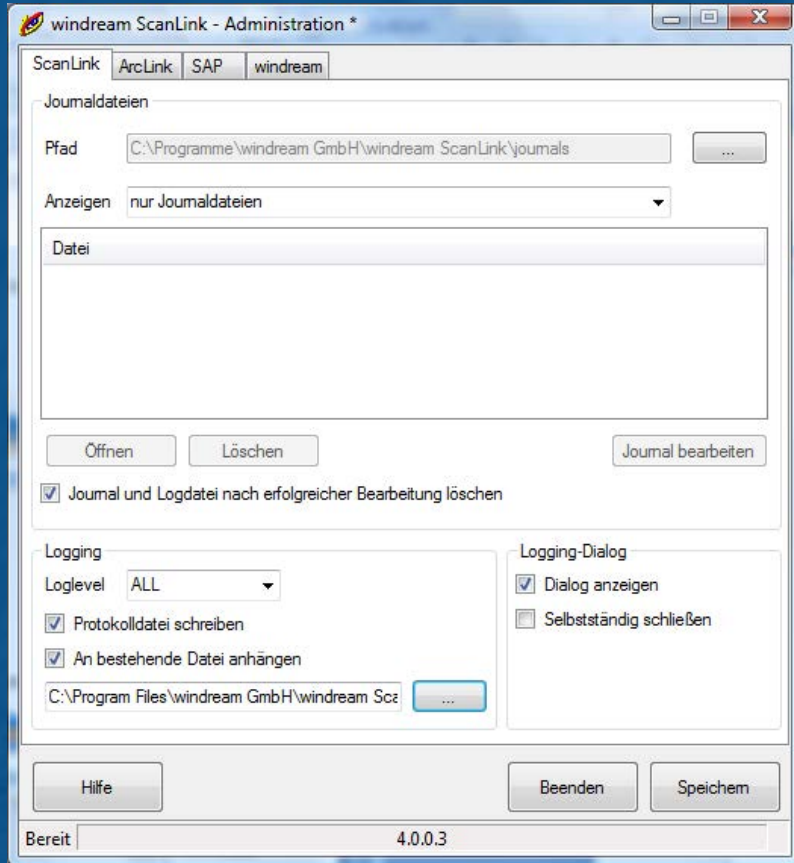 windream ScanLink - Administration *
ScanLink ArcLink SAP windream
Journaldateien
Pfad C:\Programme\windream GmbH\windream ScanLink\journals ...
Anzeigen nur Journaldateien
Datei
Öffnen Löschen Journal bearbeiten
Journal und Logdatei nach erfolgreicher Bearbeitung löschen
Logging Logging-Dialog
Loglevel ALL Dialog anzeigen
Protokolldatei schreiben Selbstständig schließen
An bestehende Datei anhängen
C:\Program Files\windream GmbH\windream Sca ...
Hilfe Beenden Speichern
Bereit 4.0.0.3